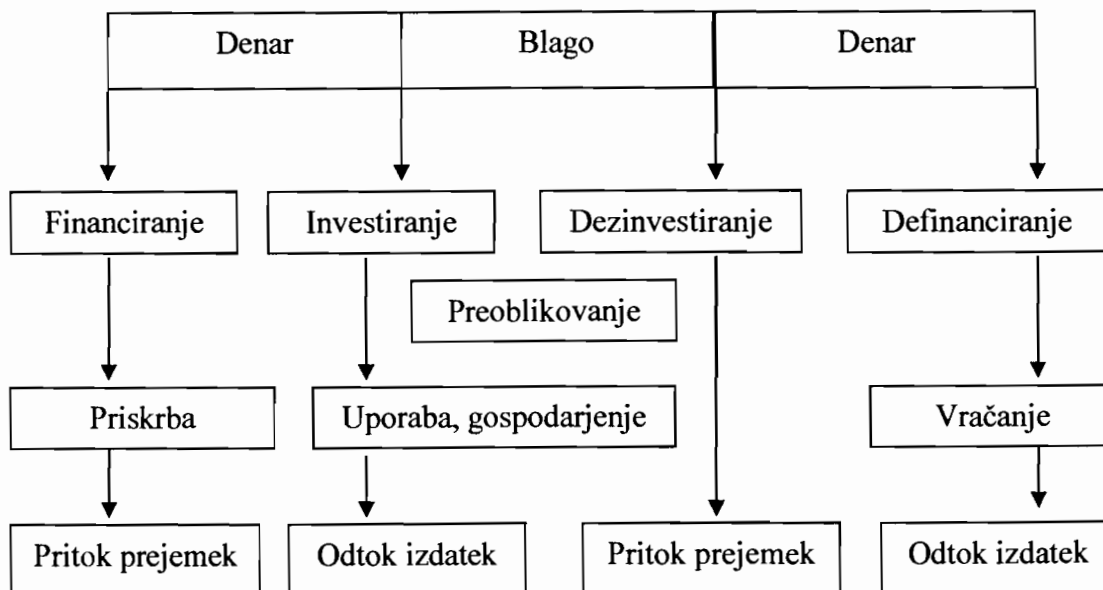 Denar Blago Denar
Financiranje Investiranje Dezinvestiranje Definanciranje
Preoblikovanje
Priskrba Uporaba, gospodarjenje Vračanje
Pritok prejemek Odtok izdatek Pritok prejemek Odtok izdatek